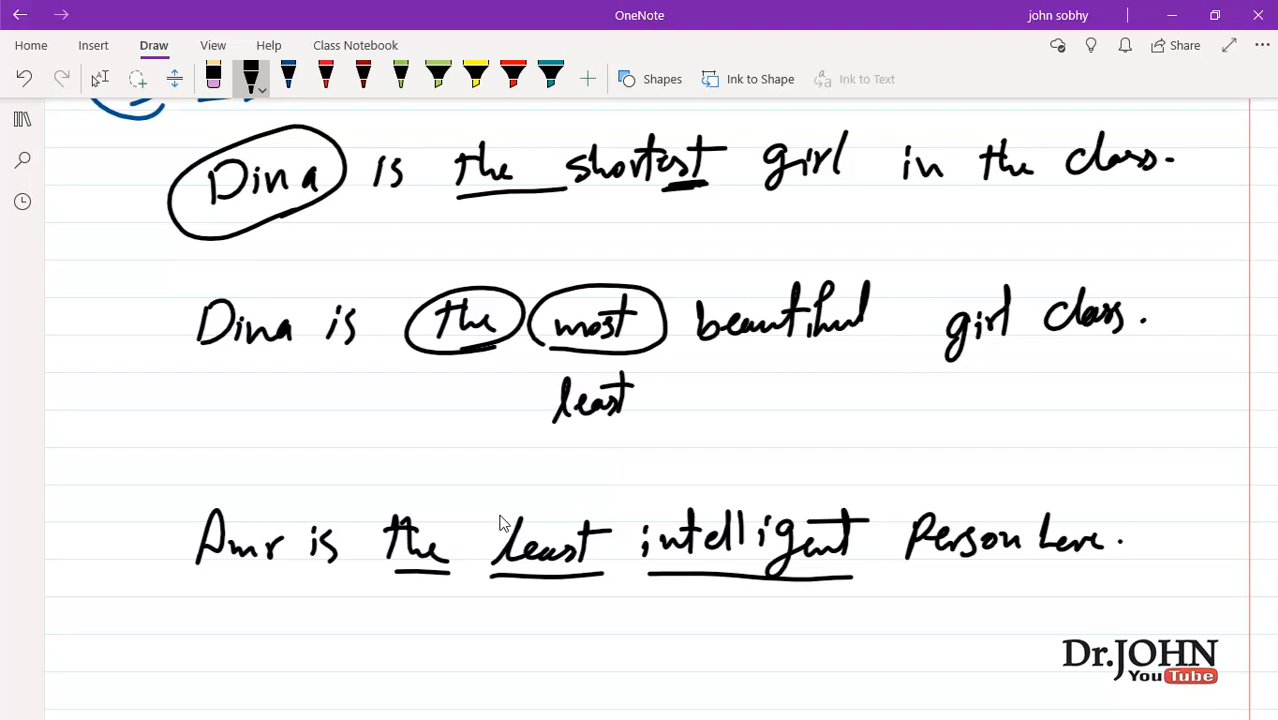 OneNote
john sobhy
Home Insert Draw View Help Class Notebook
Share
Shapes Ink to Shape Ink to Text
Dina is the shortest girl in the class.
Dina is the most beautiful girl class.
least
Amr is the least intelligent Person here.
Dr.JOHN
YouTube